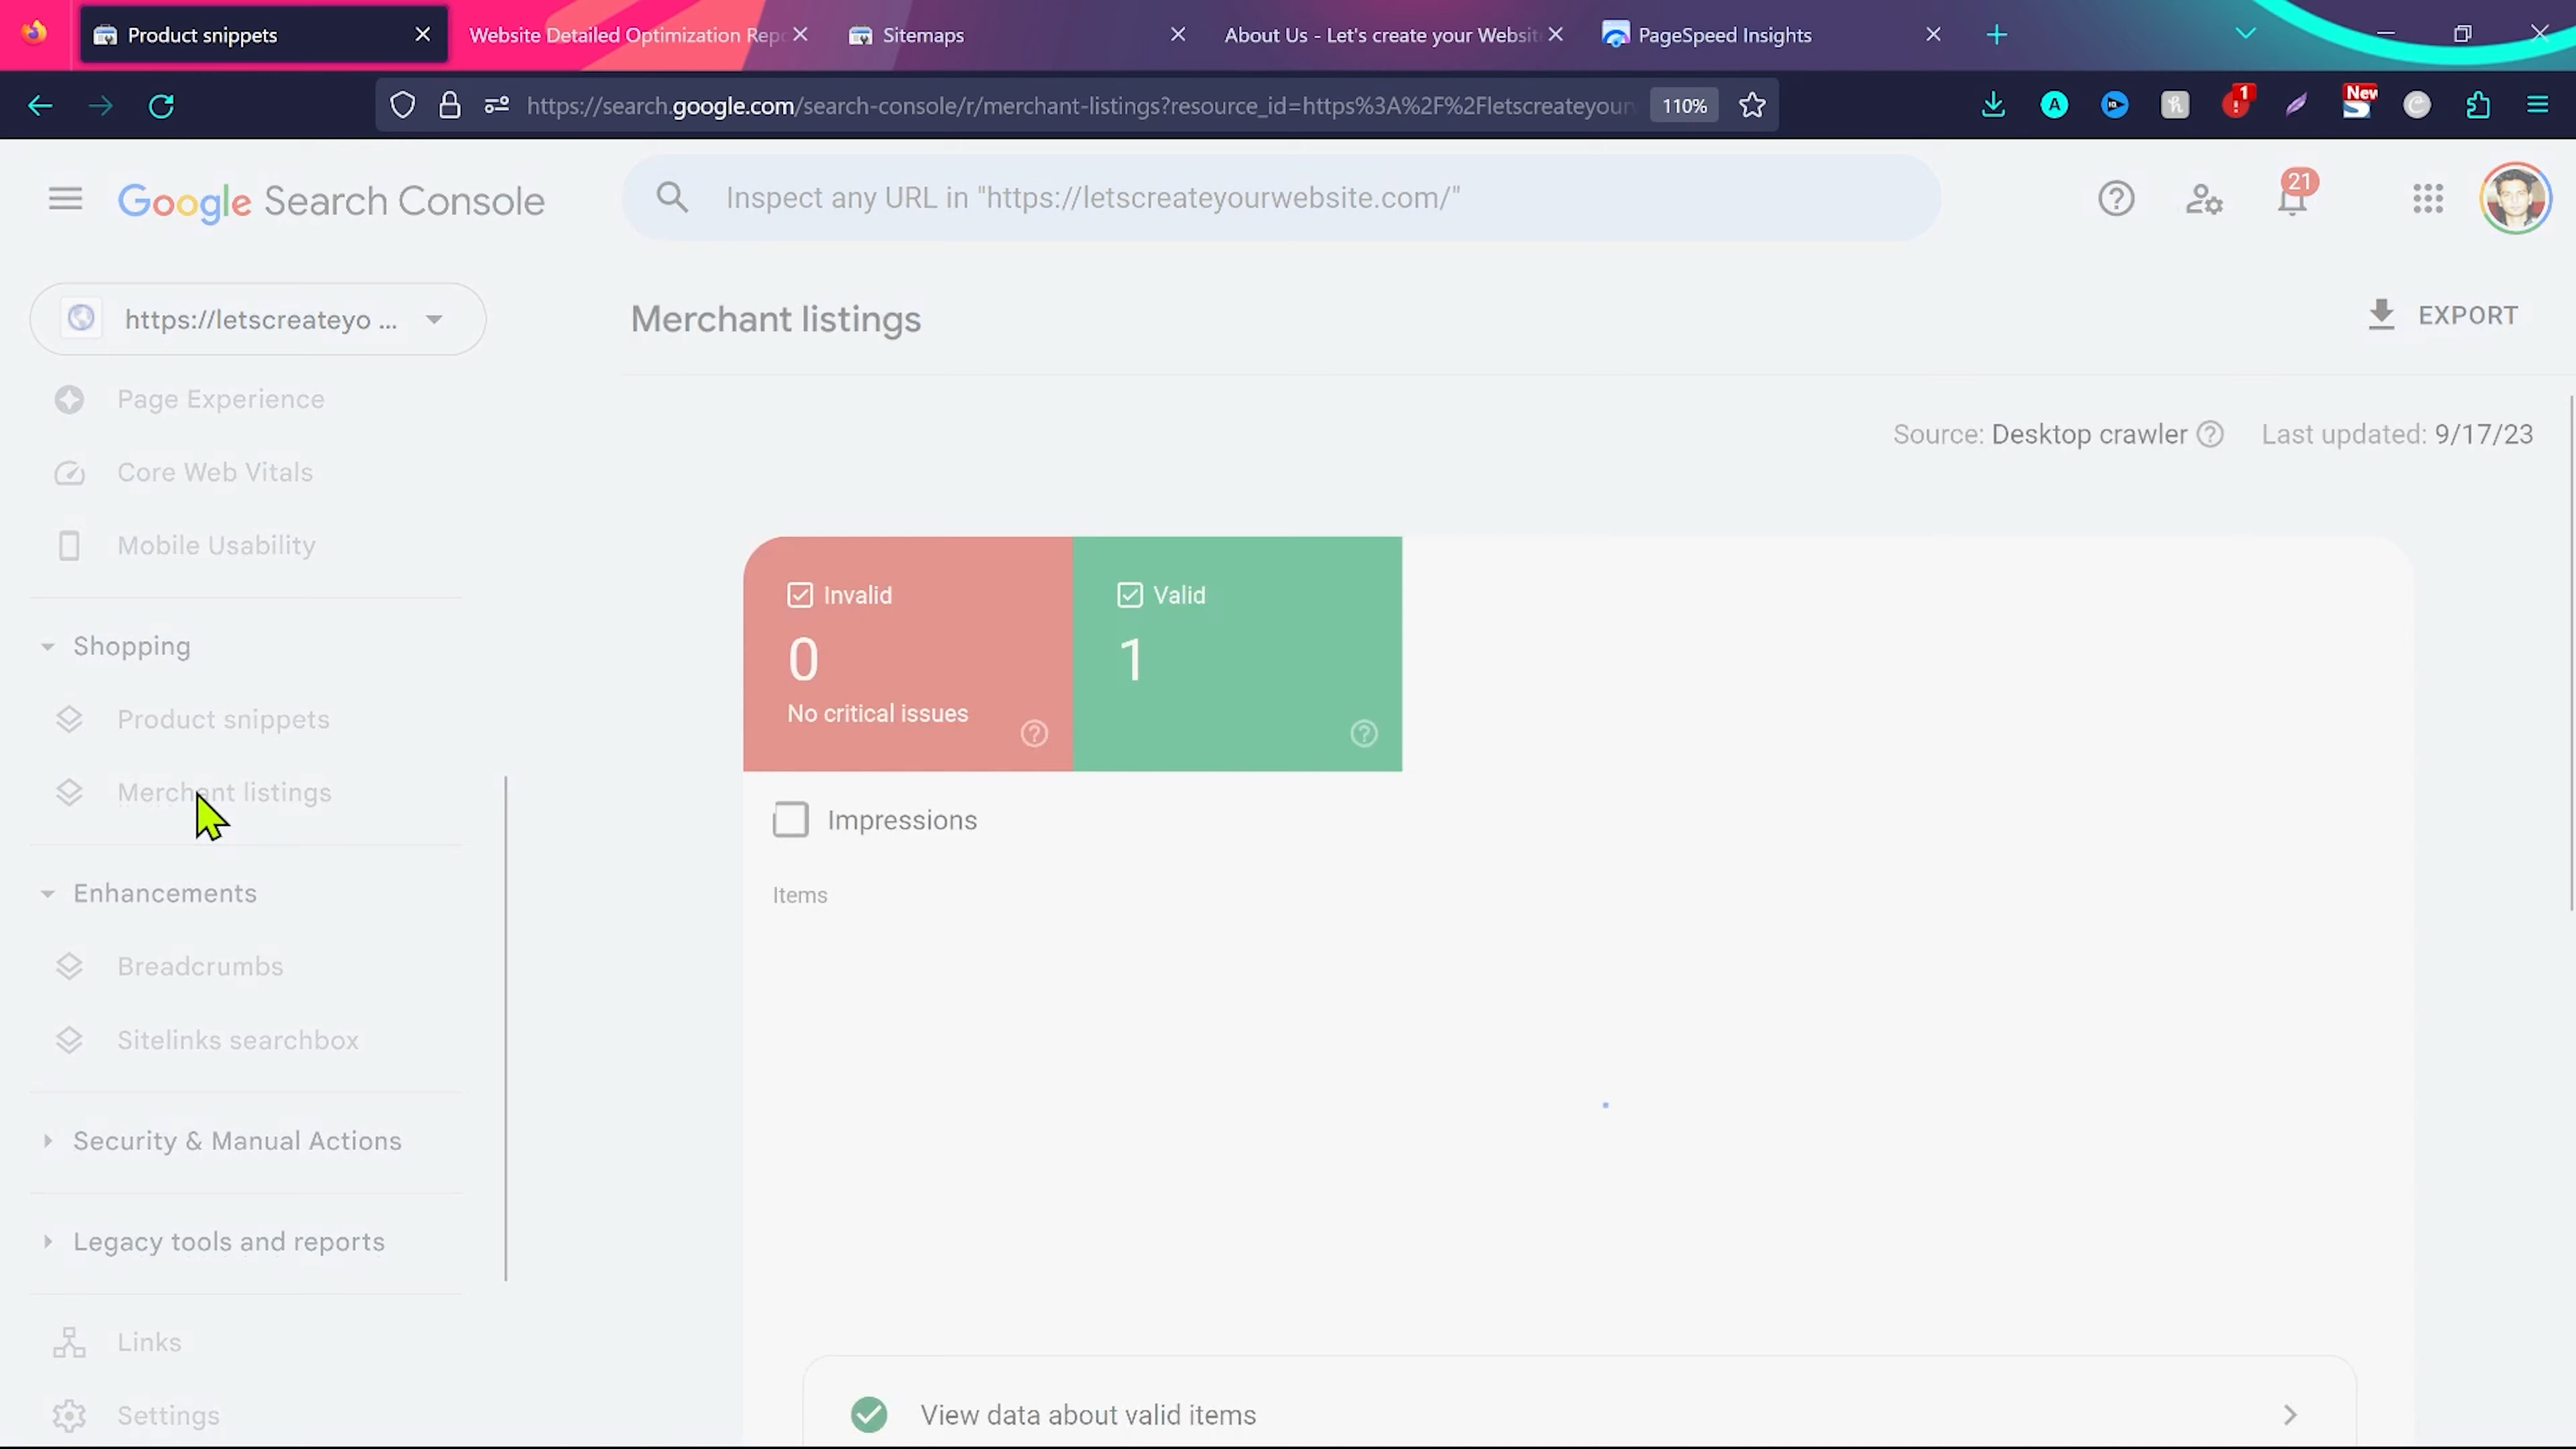 Product snippets
Website Detailed Optimization Rep
Sitemaps
About Us - Let's create your Websit
PageSpeed Insights
https://search.google.com/search-console/r/merchant-listings?resource_id=https%3A%2F%2Fletscreateyour
110%
A
1
New
Google Search Console
Inspect any URL in "https://letscreateyourwebsite.com/"
21
https://letscreateyo ...
Merchant listings
EXPORT
Page Experience
Source: Desktop crawler
Last updated: 9/17/23
Core Web Vitals
Mobile Usability
Invalid
0
No critical issues
Valid
1
Shopping
Product snippets
Merchant listings
Impressions
Items
Enhancements
Breadcrumbs
Sitelinks searchbox
Security & Manual Actions
Legacy tools and reports
Links
Settings
View data about valid items